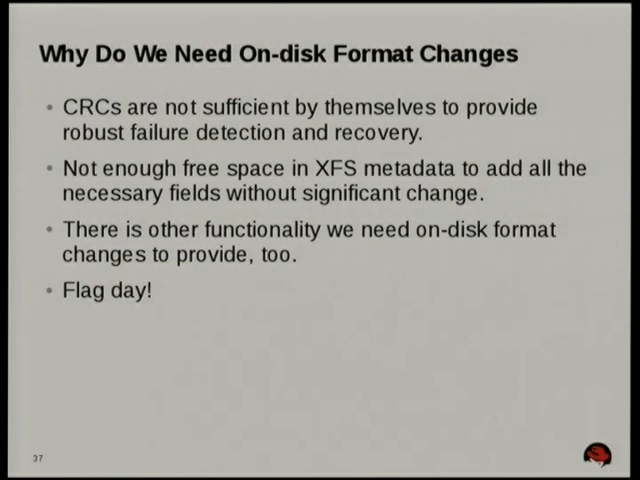 Why Do We Need On-disk Format Changes
• CRCs are not sufficient by themselves to provide
robust failure detection and recovery.
• Not enough free space in XFS metadata to add all the
necessary fields without significant change.
• There is other functionality we need on-disk format
changes to provide, too.
• Flag day!
37